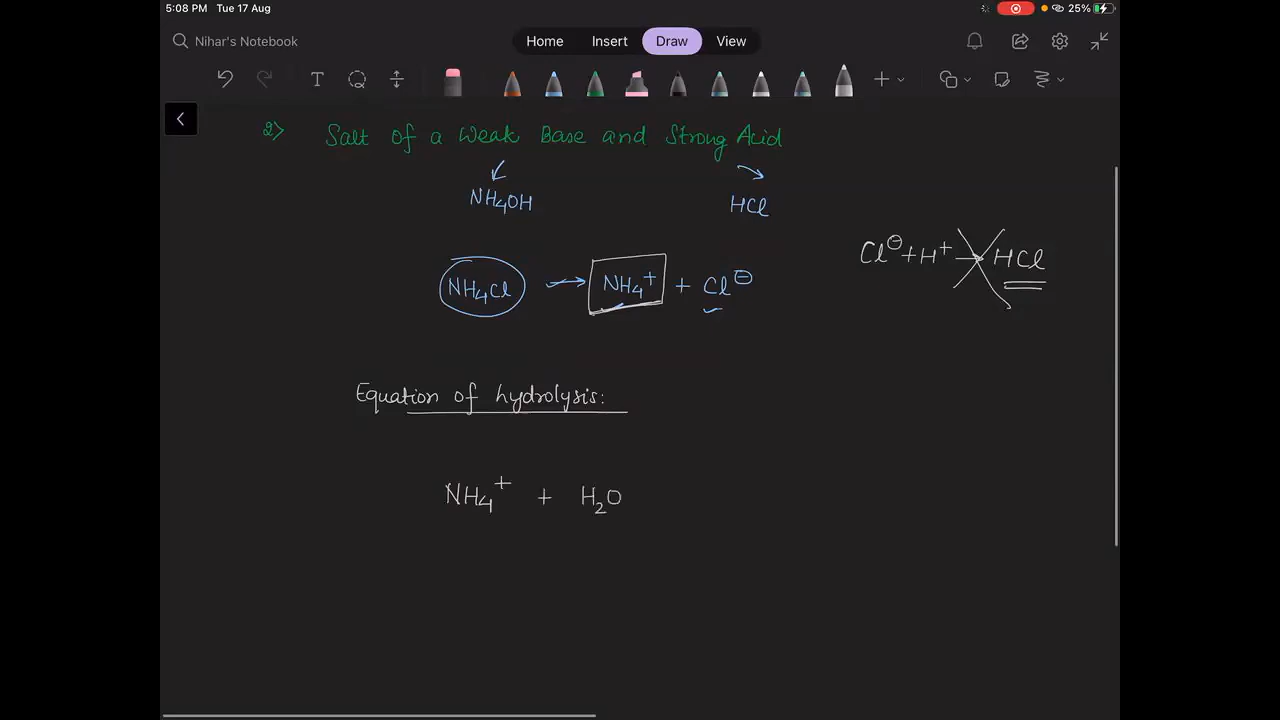 5:08 PM Tue 17 Aug 25%
Nihar's Notebook Home Insert Draw View
2> Salt of a Weak Base and Strong Acid
NH₄OH HCl
Cl⊖ + H⁺ → HCl
NH₄Cl → NH₄⁺ + Cl⊖
Equation of hydrolysis:
NH₄⁺ + H₂O